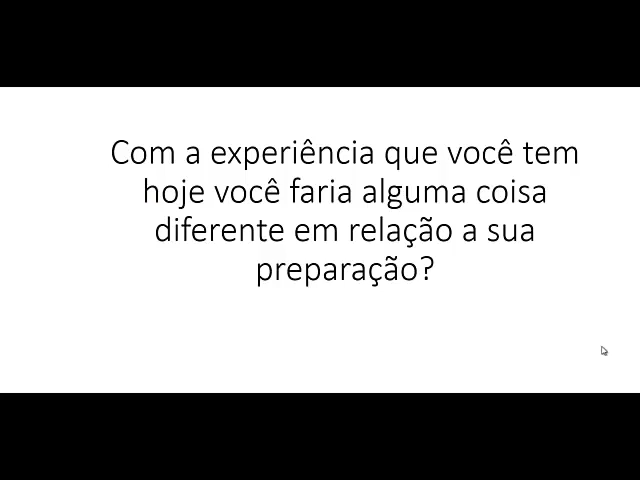 Com a experiência que você tem
hoje você faria alguma coisa
diferente em relação a sua
preparação?